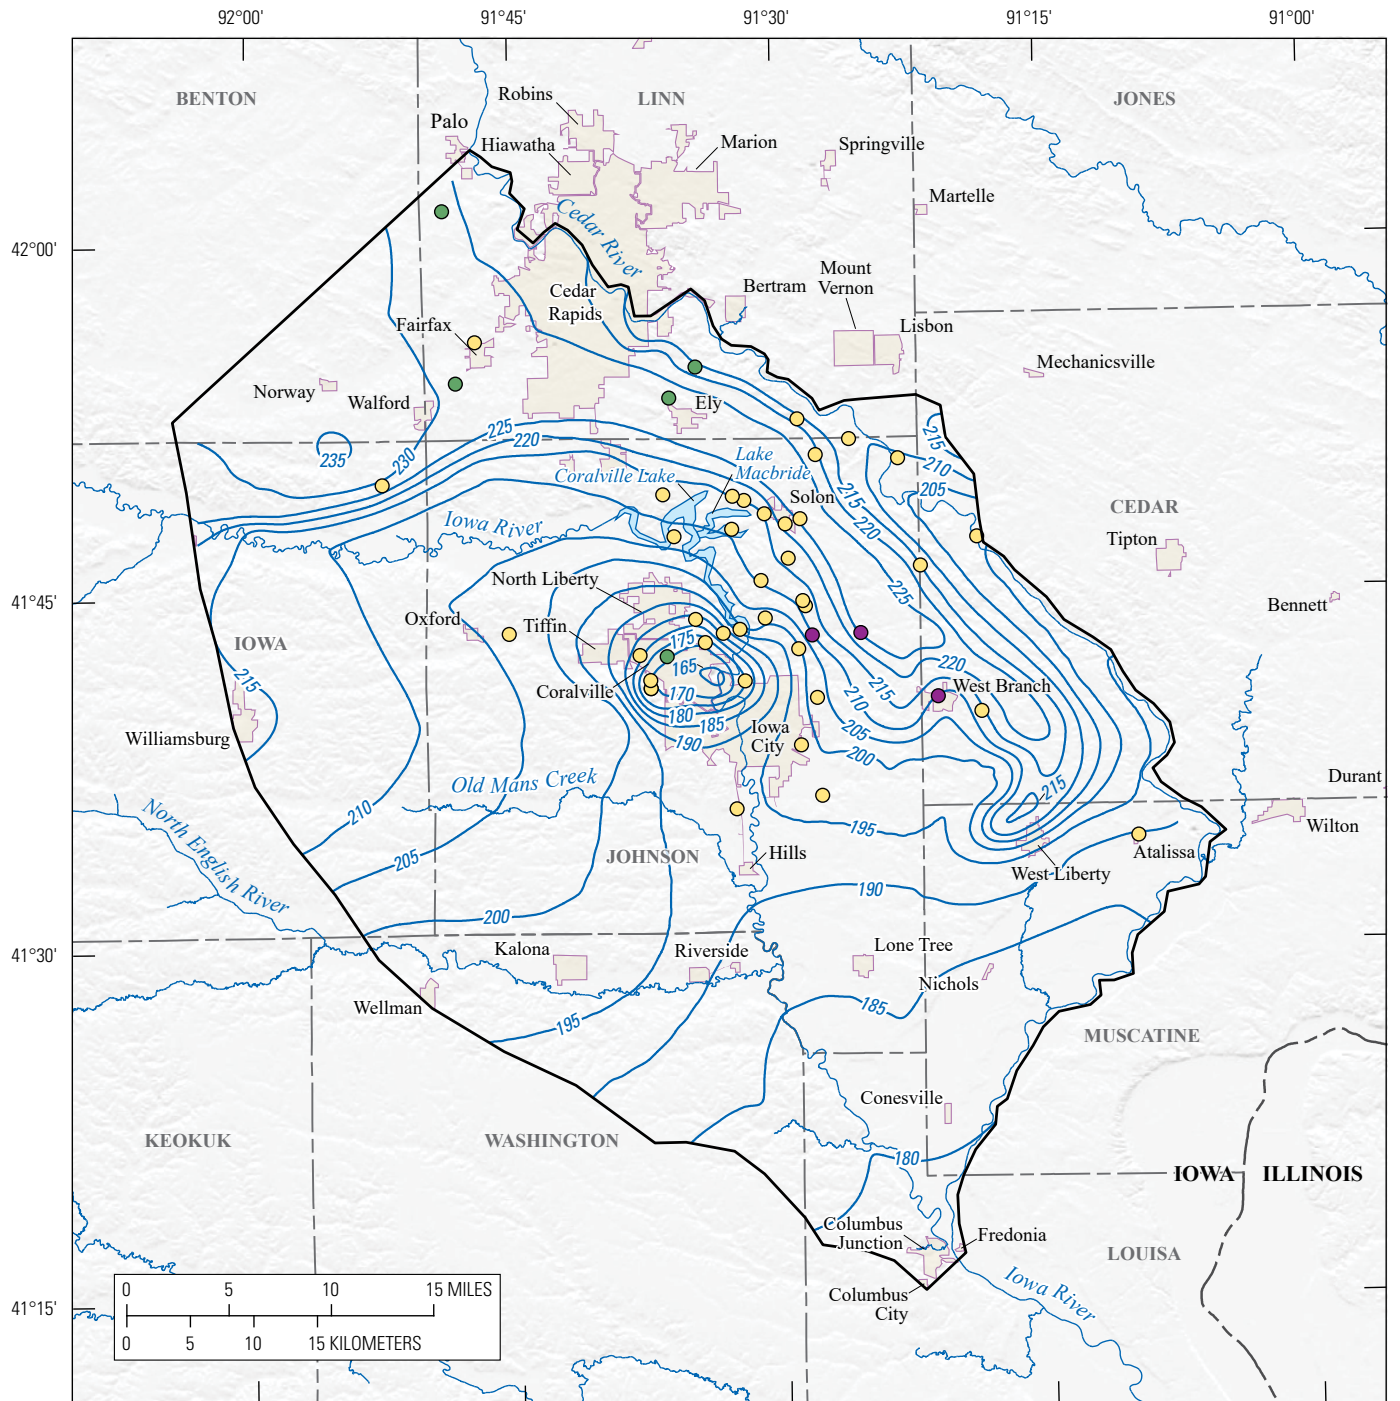 92°00'
91°45'
91°30'
91°15'
91°00'
BENTON
LINN
JONES
Robins
Palo
Hiawatha
Marion
Springville
Martelle
Cedar River
42°00'
Mount
Vernon
Bertram
Cedar
Rapids
Fairfax
Lisbon
Mechanicsville
Norway
Walford
Ely
225
220
215
235
230
Lake
Macbride
Coralville Lake
210
205
Solon
215
220
CEDAR
Tipton
Iowa River
North Liberty
225
41°45'
Bennett
Oxford
Tiffin
IOWA
175
165
220
215
Coralville
170
West Branch
215
210
180
185
205
Iowa
City
190
200
Williamsburg
Old Mans Creek
215
Durant
North English River
210
195
Wilton
205
JOHNSON
Hills
Atalissa
West Liberty
190
200
41°30'
Kalona
Riverside
Lone Tree
Nichols
Wellman
195
185
MUSCATINE
Conesville
KEOKUK
WASHINGTON
180
IOWA
ILLINOIS
Columbus
Junction
Fredonia
LOUISA
Iowa River
Columbus
City
41°15'
0 5 10 15 MILES
0 5 10 15 KILOMETERS